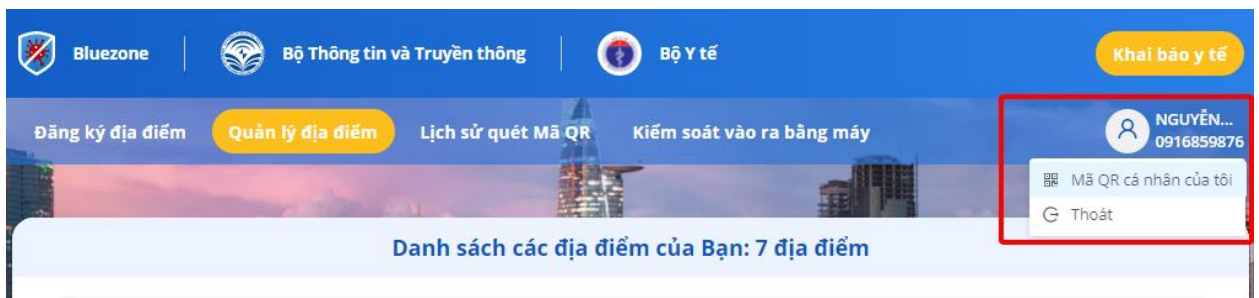 Bluezone
Bộ Thông tin và Truyền thông
Bộ Y tế
Khai báo y tế
Đăng ký địa điểm
Quản lý địa điểm
Lịch sử quét Mã QR
Kiểm soát vào ra bằng máy
NGUYỄN...
0916859876
Mã QR cá nhân của tôi
Thoát
Danh sách các địa điểm của Bạn: 7 địa điểm